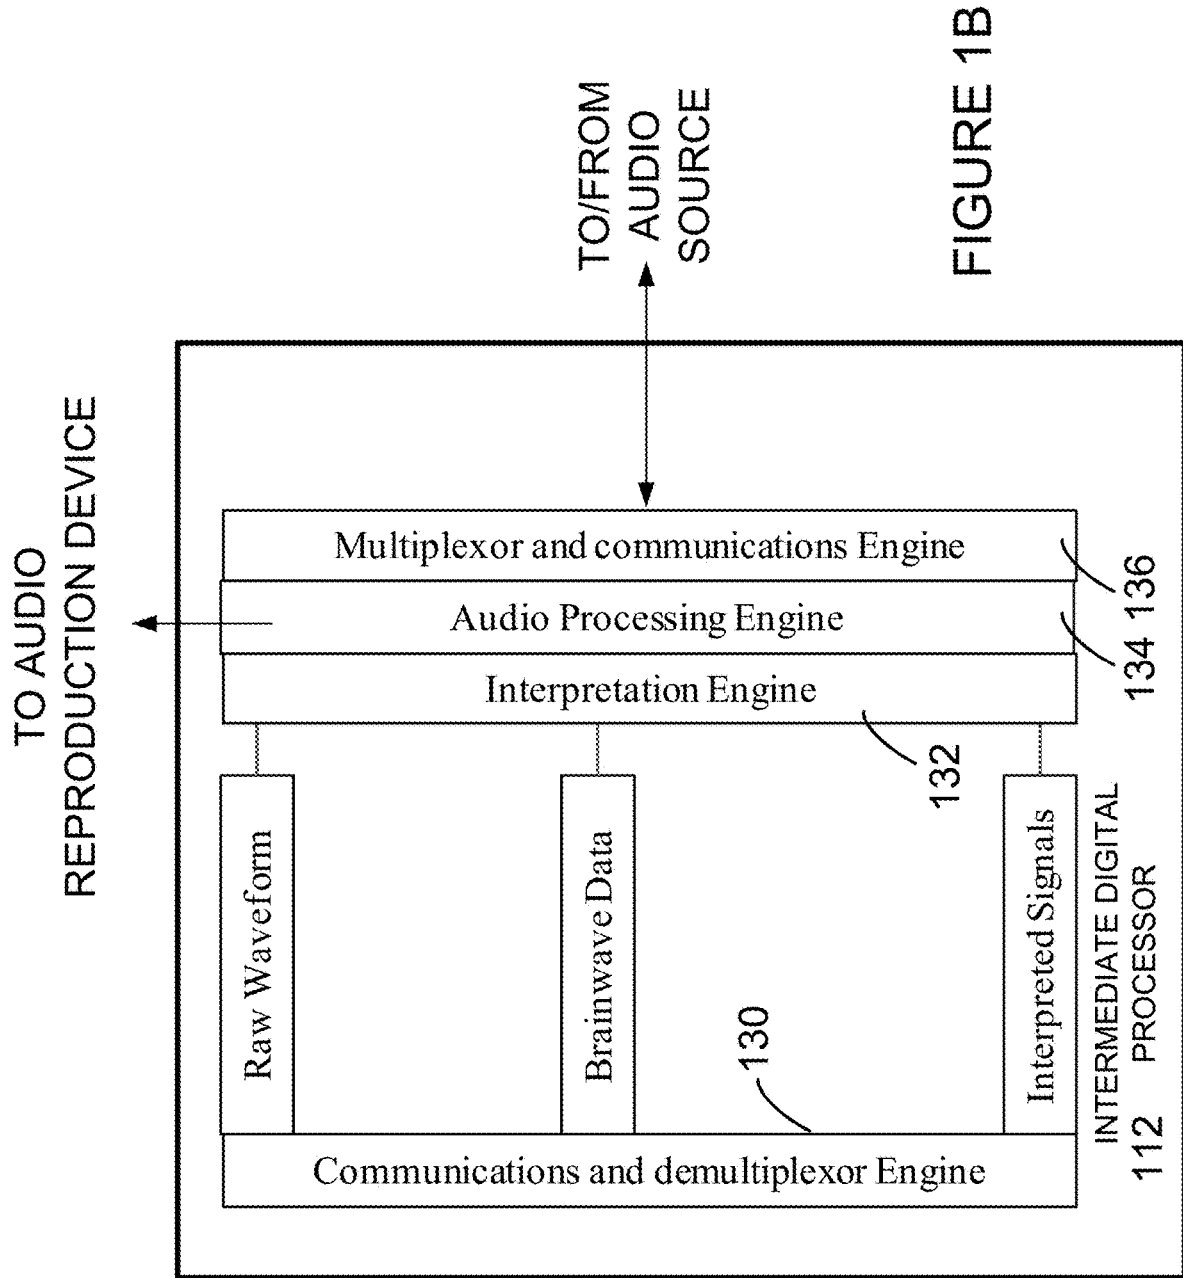 TO AUDIO
REPRODUCTION DEVICE
TO/FROM
AUDIO
SOURCE
Raw Waveform
Brainwave Data
Interpreted Signals
Multiplexor and communications Engine
Audio Processing Engine
Interpretation Engine
Communications and demultiplexor Engine
130
132
134
136
INTERMEDIATE DIGITAL
112 PROCESSOR
FIGURE 1B